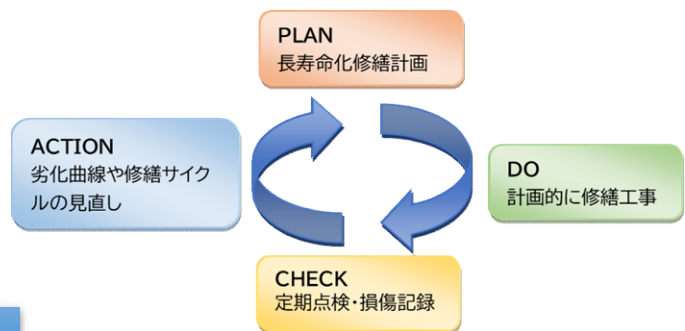 PLAN
長寿命化修繕計画
ACTION
劣化曲線や修繕サイク
ルの見直し
DO
計画的に修繕工事
CHECK
定期点検・損傷記録